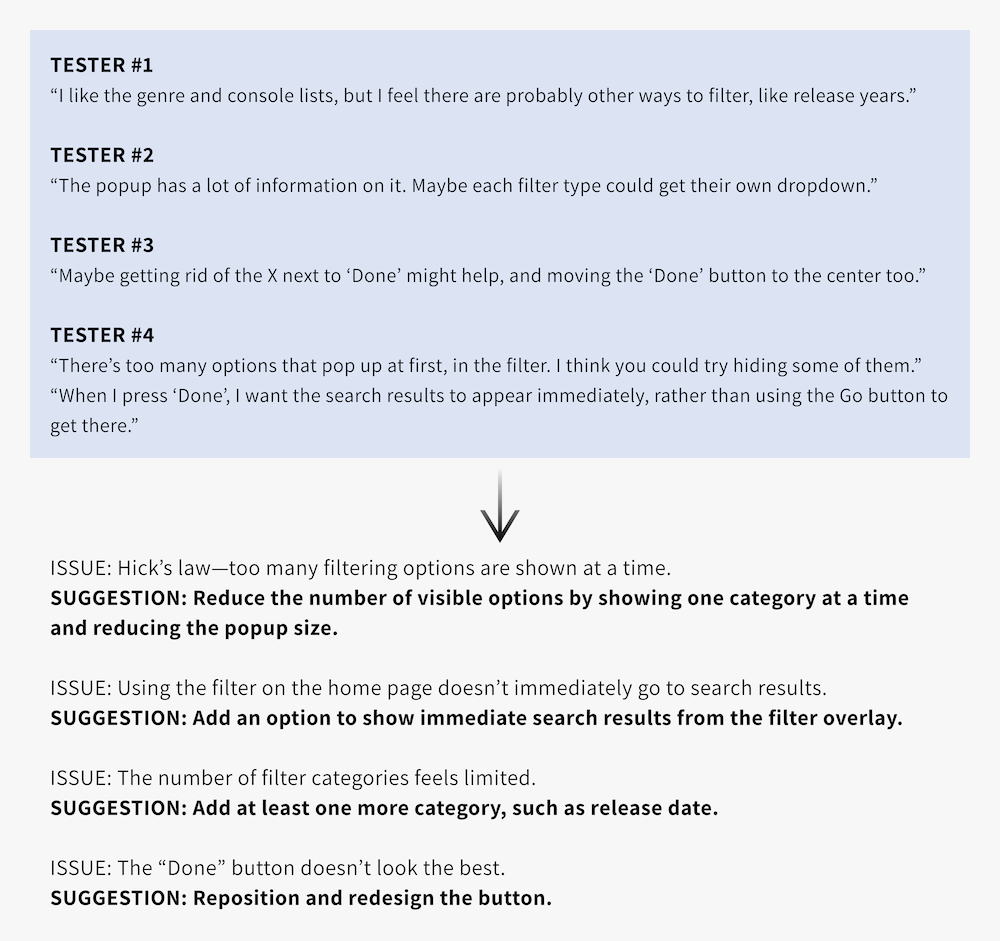 TESTER #1
“I like the genre and console lists, but I feel there are probably other ways to filter, like release years.”
TESTER #2
“The popup has a lot of information on it. Maybe each filter type could get their own dropdown.”
TESTER #3
“Maybe getting rid of the X next to ‘Done’ might help, and moving the ‘Done’ button to the center too.”
TESTER #4
“There’s too many options that pop up at first, in the filter. I think you could try hiding some of them.”
“When I press ‘Done’, I want the search results to appear immediately, rather than using the Go button to
get there.”
ISSUE: Hick’s law—too many filtering options are shown at a time.
SUGGESTION: Reduce the number of visible options by showing one category at a time
and reducing the popup size.
ISSUE: Using the filter on the home page doesn’t immediately go to search results.
SUGGESTION: Add an option to show immediate search results from the filter overlay.
ISSUE: The number of filter categories feels limited.
SUGGESTION: Add at least one more category, such as release date.
ISSUE: The “Done” button doesn’t look the best.
SUGGESTION: Reposition and redesign the button.